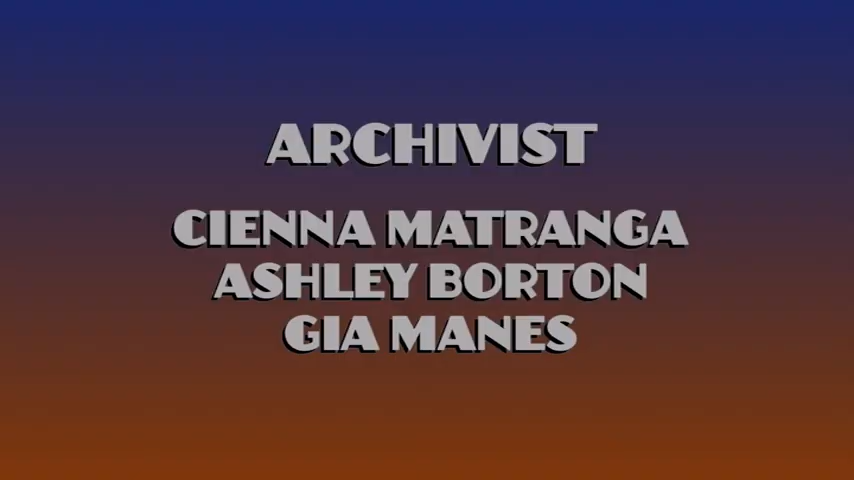 ARCHIVIST
CIENNA MATRANGA
ASHLEY BORTON
GIA MANES